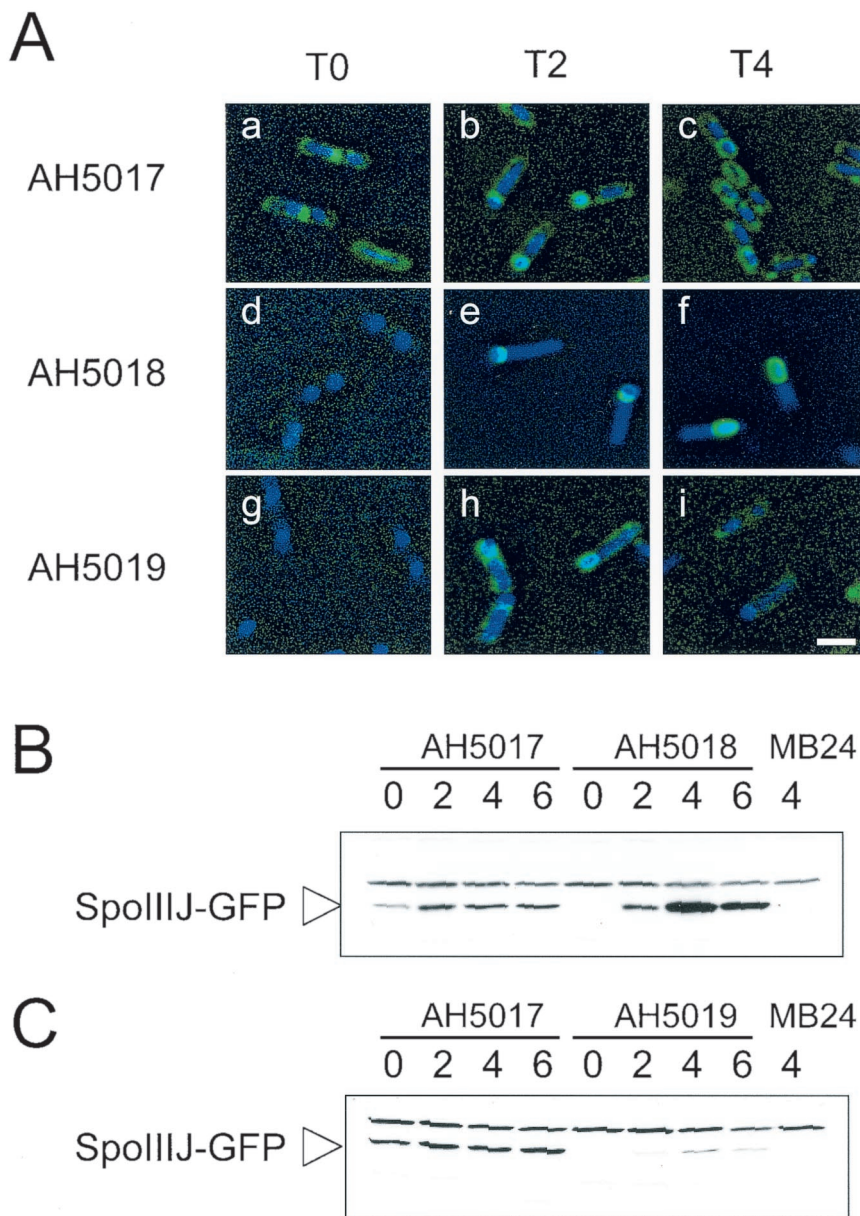 A
T0 T2 T4
AH5017 a b c
AH5018 d e f
AH5019 g h i
B
AH5017 AH5018 MB24
0 2 4 6 0 2 4 6 4
SpoIIIJ-GFP
C
AH5017 AH5019 MB24
0 2 4 6 0 2 4 6 4
SpoIIIJ-GFP